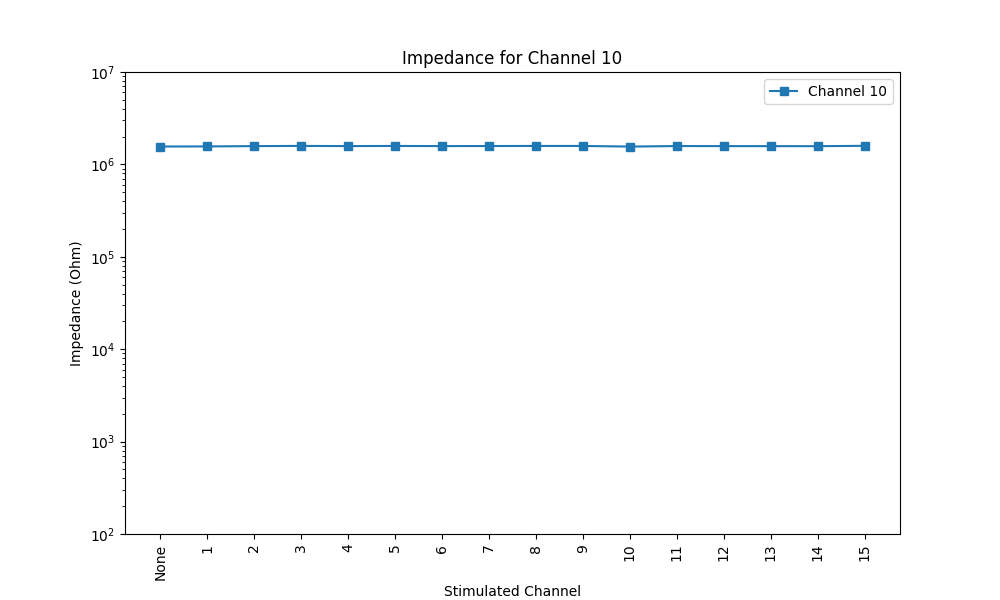 Impedance for Channel 10
Channel 10
Impedance (Ohm)
10⁷
10⁶
10⁵
10⁴
10³
10²
None 1 2 3 4 5 6 7 8 9 10 11 12 13 14 15
Stimulated Channel